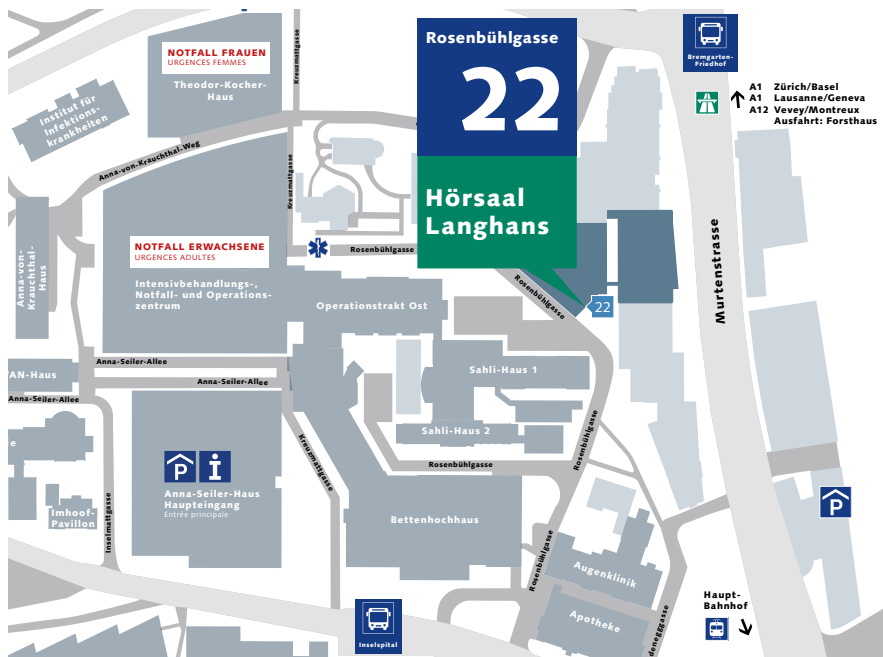 Rosenbühlgasse
22
Hörsaal
Langhans
NOTFALL FRAUEN
URGENCES FEMMES
Theodor-Kocher-
Haus
Kreuzmattgasse
Bremgarten-
Friedhof
A1 Zürich/Basel
A1 Lausanne/Geneva
A12 Vevey/Montreux
Ausfahrt: Forsthaus
Institut für
Infektions-
krankheiten
Anna-von-Krauchthal-Weg
Kreuzmattgasse
Anna-von-
Krauchthal-
Haus
NOTFALL ERWACHSENE
URGENCES ADULTES
Intensivbehandlungs-,
Notfall- und Operations-
zentrum
Rosenbühlgasse
Rosenbühlgasse
22
Murtenstrasse
Operationstrakt Ost
Anna-Seiler-Allee
Anna-Seiler-Allee
Anna-Seiler-Allee
Sahli-Haus 1
Sahli-Haus 2
Rosenbühlgasse
Rosenbühlgasse
Kreuzmattgasse
P i
Anna-Seiler-Haus
Haupteingang
Entrée principale
Imhoof-
Pavillon
Inselmattgasse
Bettenhochhaus
P
Rosenbühlgasse
Augenklinik
Apotheke
Haupt-
Bahnhof
Inselspital